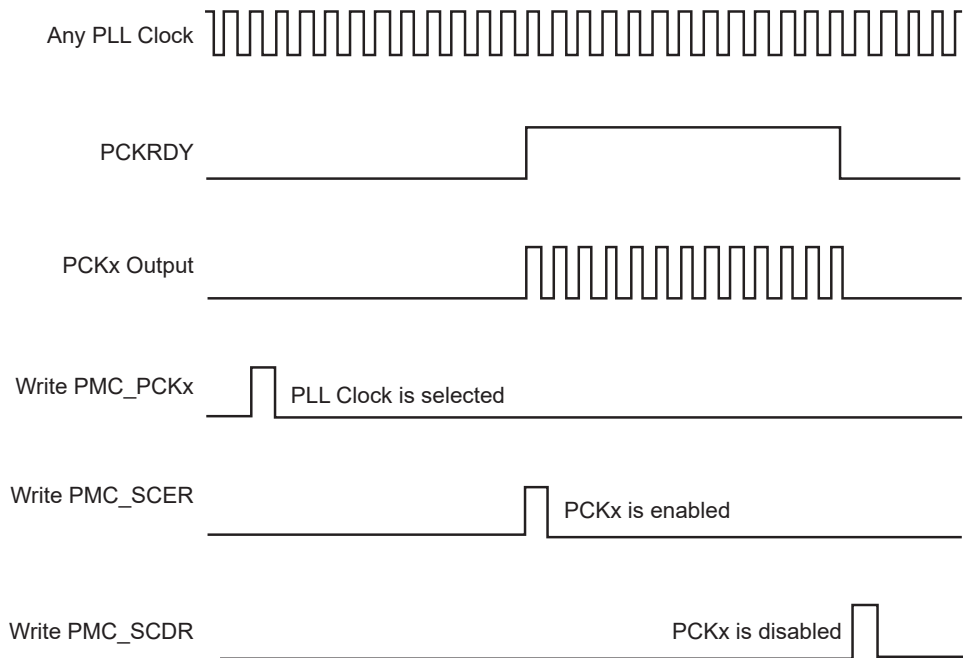 Any PLL Clock
PCKRDY
PCKx Output
Write PMC_PCKx
PLL Clock is selected
Write PMC_SCER
PCKx is enabled
Write PMC_SCDR
PCKx is disabled